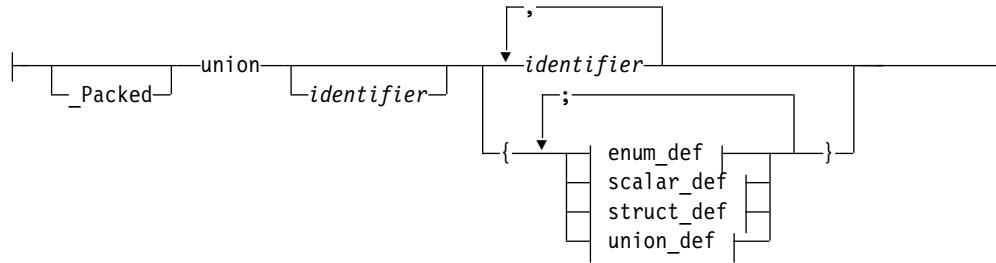 ,
union identifier
_Packed identifier
;
{ enum_def }
scalar_def
struct_def
union_def